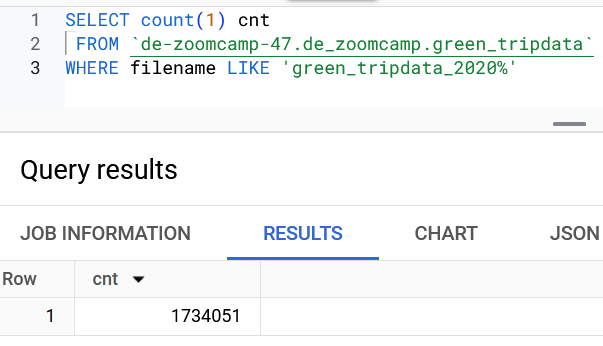 1 SELECT count(1) cnt
2 FROM `de-zoomcamp-47.de_zoomcamp.green_tripdata`
3 WHERE filename LIKE 'green_tripdata_2020%'
Query results
JOB INFORMATION RESULTS CHART JSON
Row cnt
1 1734051